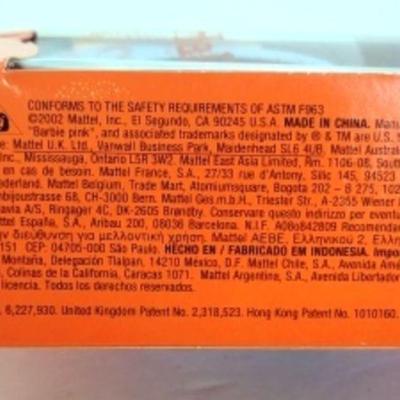 CONFORMS TO THE SAFETY REQUIREMENTS OF ASTM F963
©2002 Mattel, Inc., El Segundo, CA 90245 U.S.A. MADE IN CHINA.
"Barbie pink", and associated trademarks designated by ® & TM are U.S.
Mattel U.K. Ltd., Vanwall Business Park, Maidenhead SL6 4UB. Mattel Austral
Inc., Mississauga, Ontario L5R 3W2. Mattel East Asia Limited, Rm. 1106-08, South
en cas de besoin. Mattel France, S.A., 27/33 rue d'Antony, Silic 145, 94523
Nederland. Mattel Belgium, Trade Mart, Atomiumsquare, Bogota 202 - B 275, 102
Monbijoustrasse 68, CH-3000 Bern. Mattel Ges.m.b.H., Triester Str., A-2355 Wiener
A/S, Ringager 4C, DK-2605 Brøndby. Conservare questo indirizzo per eventu
Mattel España, S.A., Aribau 200, 08036 Barcelona. N.I.F. A08842809 Recomenda
την διεύθυνση για μελλοντική χρήση. Mattel AEBE, Ελληνικού 2, Ελλη
151 CEP: 04705-000 São Paulo. HECHO EN / FABRICADO EM INDONESIA. Impo
Montaña, Delegación Tlalpan, 14210 México, D.F. Mattel Chile, S.A., Avenida Amé
Colinas de la California, Caracas 1071. Mattel Argentina, S.A., Avenida Libertado
licencia. Todos los derechos reservados.
6,227,930. United Kingdom Patent No. 2,318,523. Hong Kong Patent No. 1010160.